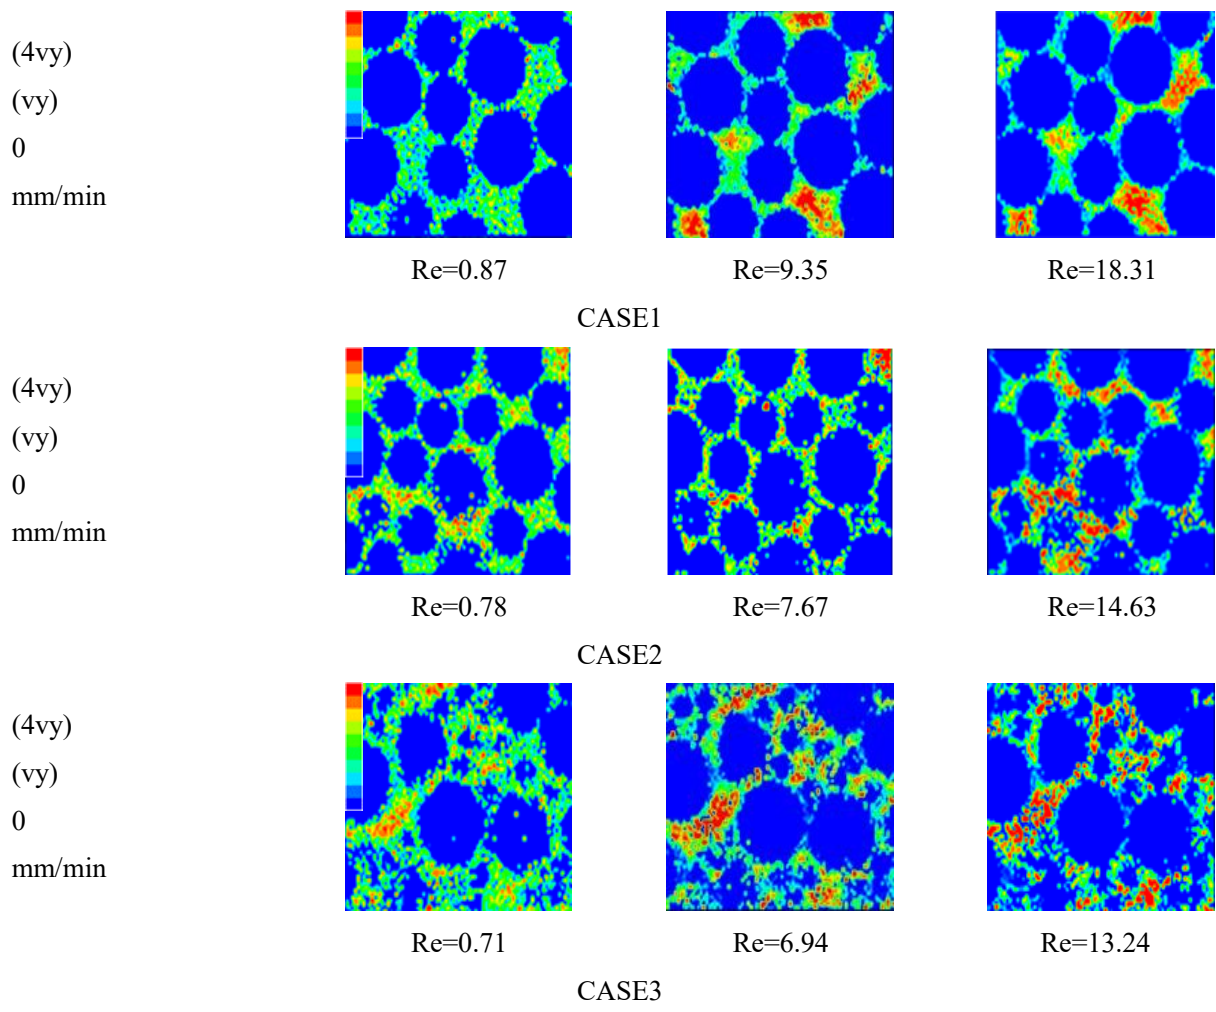 (4vy)
(vy)
0
mm/min
Re=0.87 Re=9.35 Re=18.31
CASE1
(4vy)
(vy)
0
mm/min
Re=0.78 Re=7.67 Re=14.63
CASE2
(4vy)
(vy)
0
mm/min
Re=0.71 Re=6.94 Re=13.24
CASE3